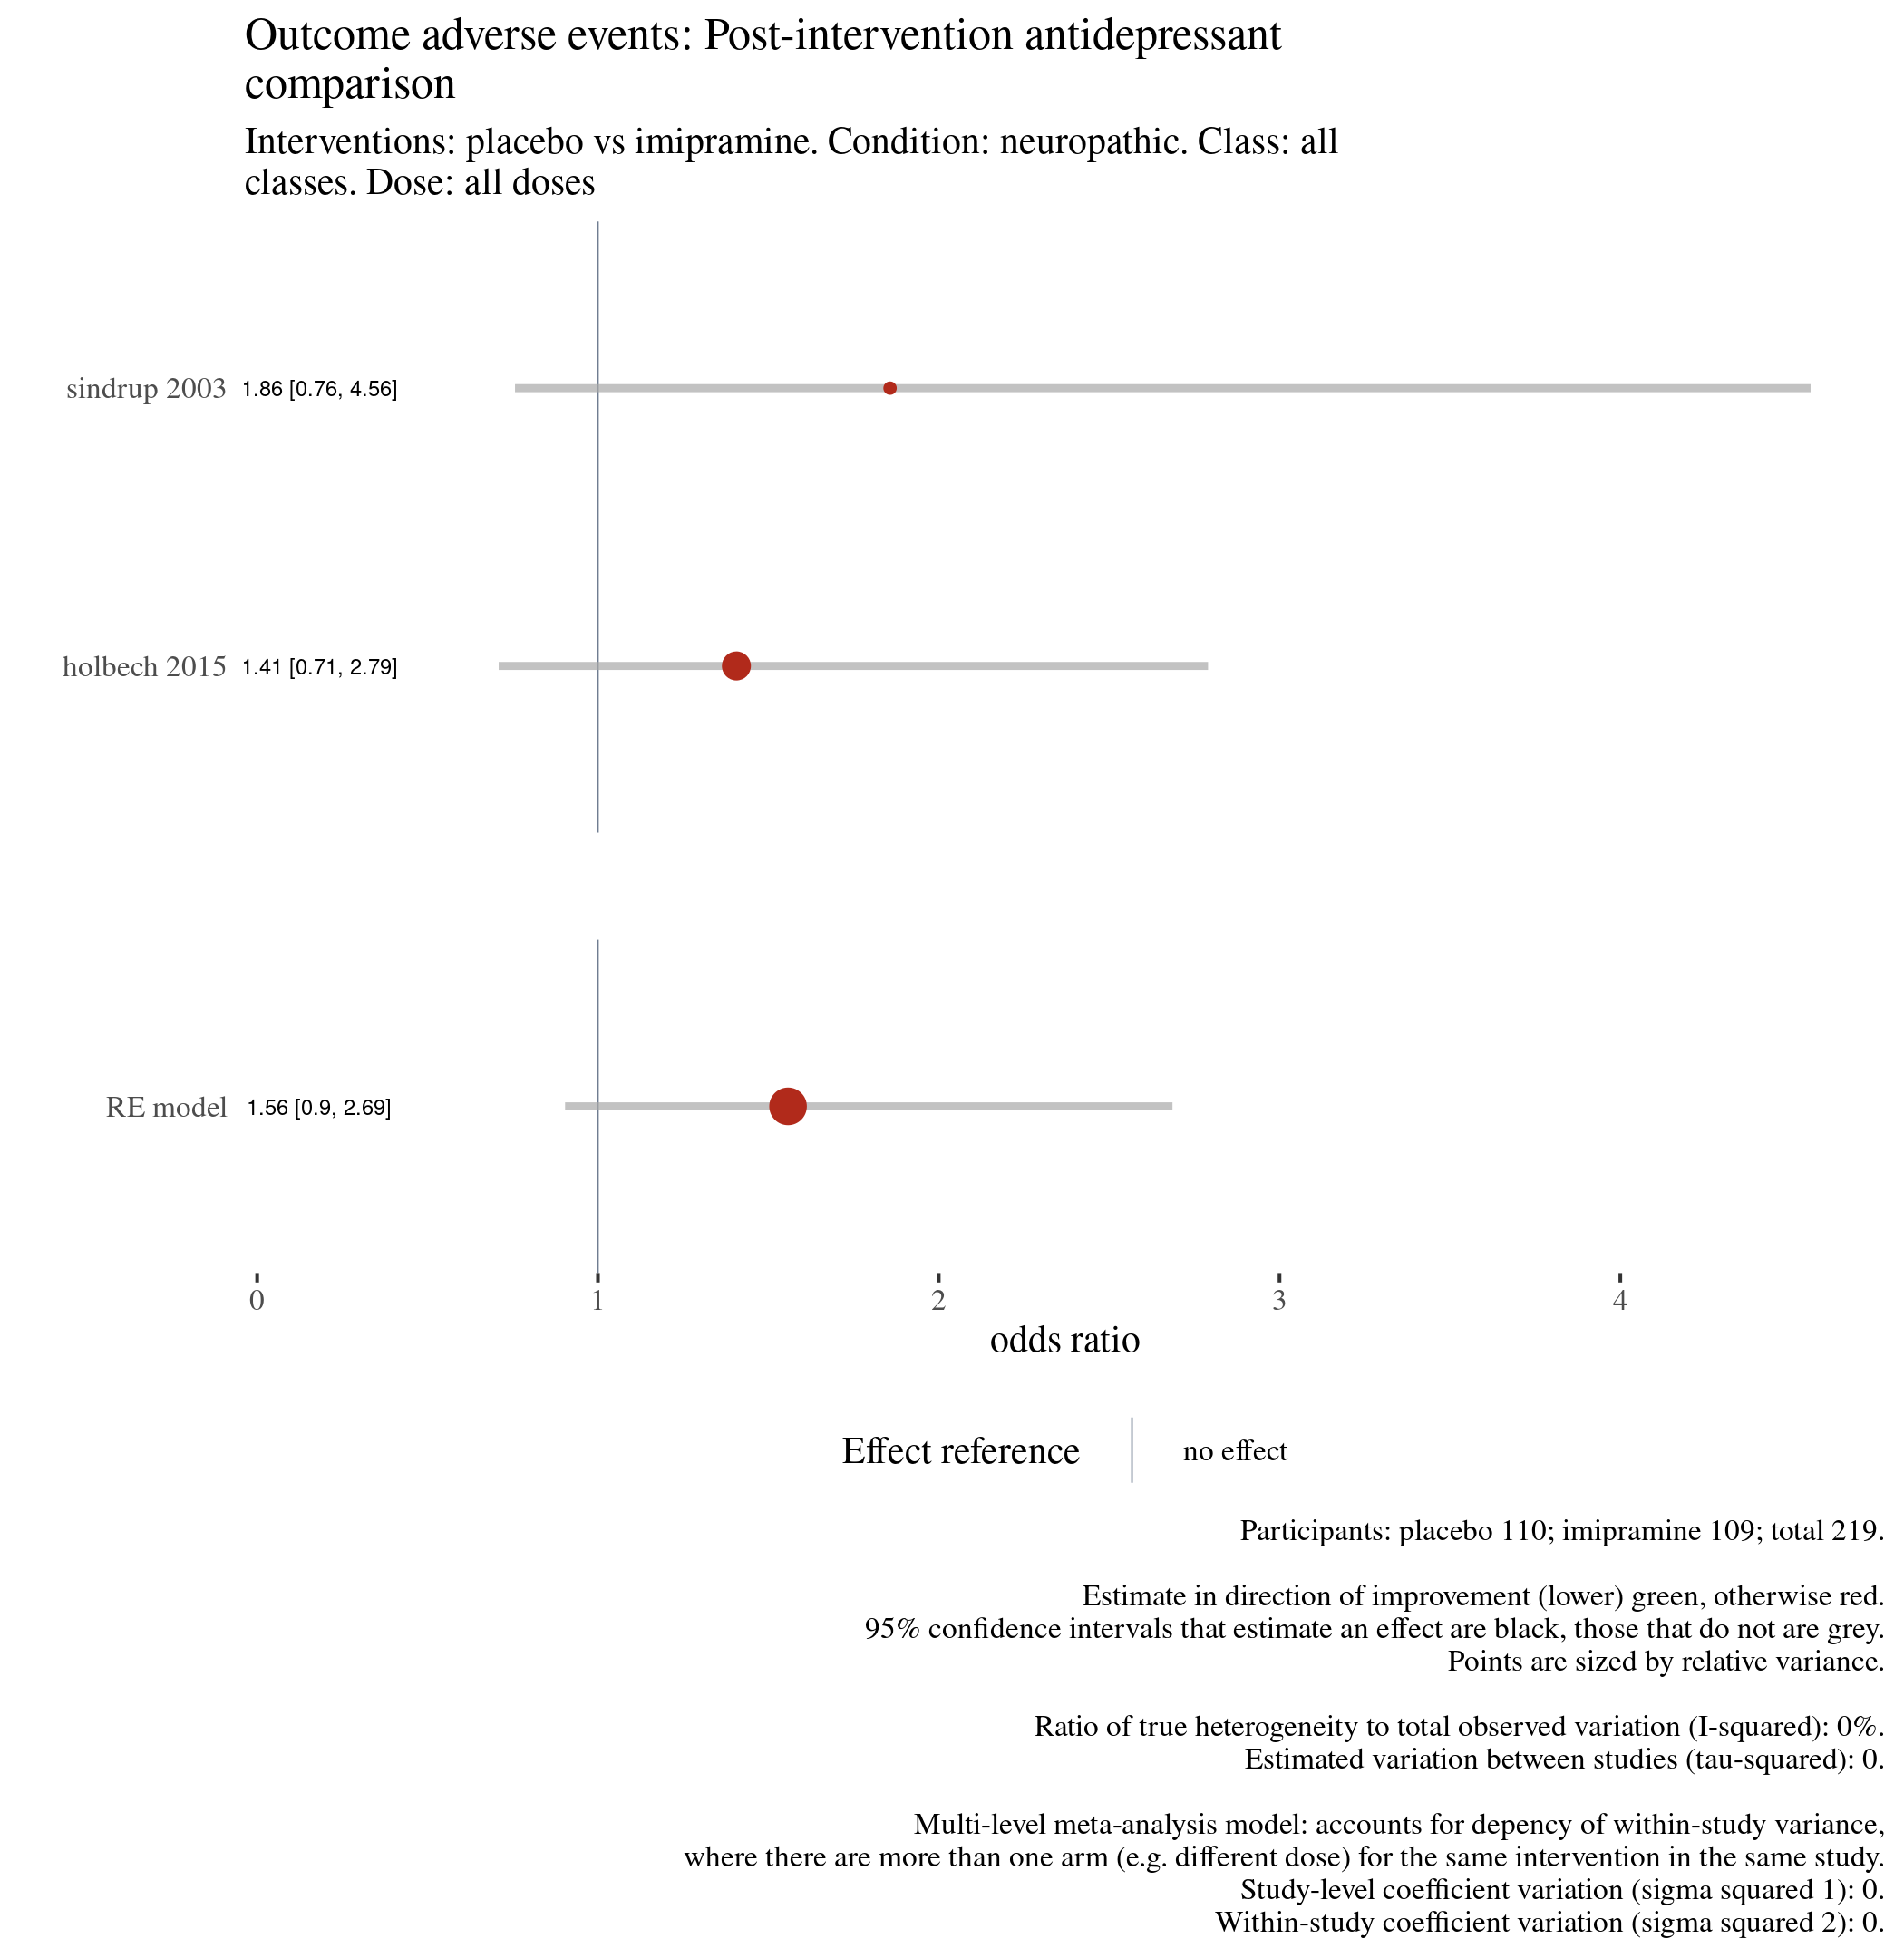 Outcome adverse events: Post-intervention antidepressant
comparison
Interventions: placebo vs imipramine. Condition: neuropathic. Class: all
classes. Dose: all doses
sindrup 2003 1.86 [0.76, 4.56]
holbech 2015 1.41 [0.71, 2.79]
RE model 1.56 [0.9, 2.69]
0 1 2 3 4
odds ratio
Effect reference no effect
Participants: placebo 110; imipramine 109; total 219.
Estimate in direction of improvement (lower) green, otherwise red.
95% confidence intervals that estimate an effect are black, those that do not are grey.
Points are sized by relative variance.
Ratio of true heterogeneity to total observed variation (I-squared): 0%.
Estimated variation between studies (tau-squared): 0.
Multi-level meta-analysis model: accounts for depency of within-study variance,
where there are more than one arm (e.g. different dose) for the same intervention in the same study.
Study-level coefficient variation (sigma squared 1): 0.
Within-study coefficient variation (sigma squared 2): 0.